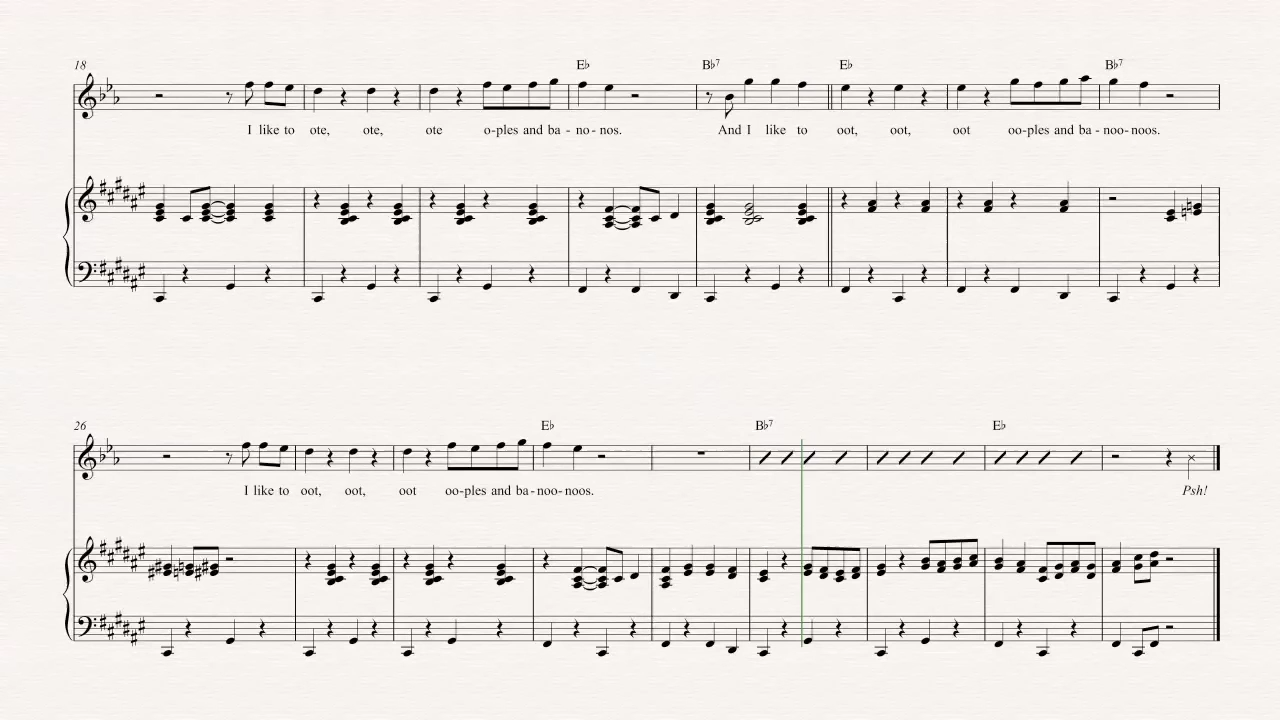 18 E♭ B♭7 E♭ B♭7
I like to ote, ote, ote o-ples and ba - no - nos. And I like to oot, oot, oot oo-ples and ba - noo-noos.
26 E♭ B♭7 E♭
I like to oot, oot, oot oo-ples and ba-noo-noos. Psh!